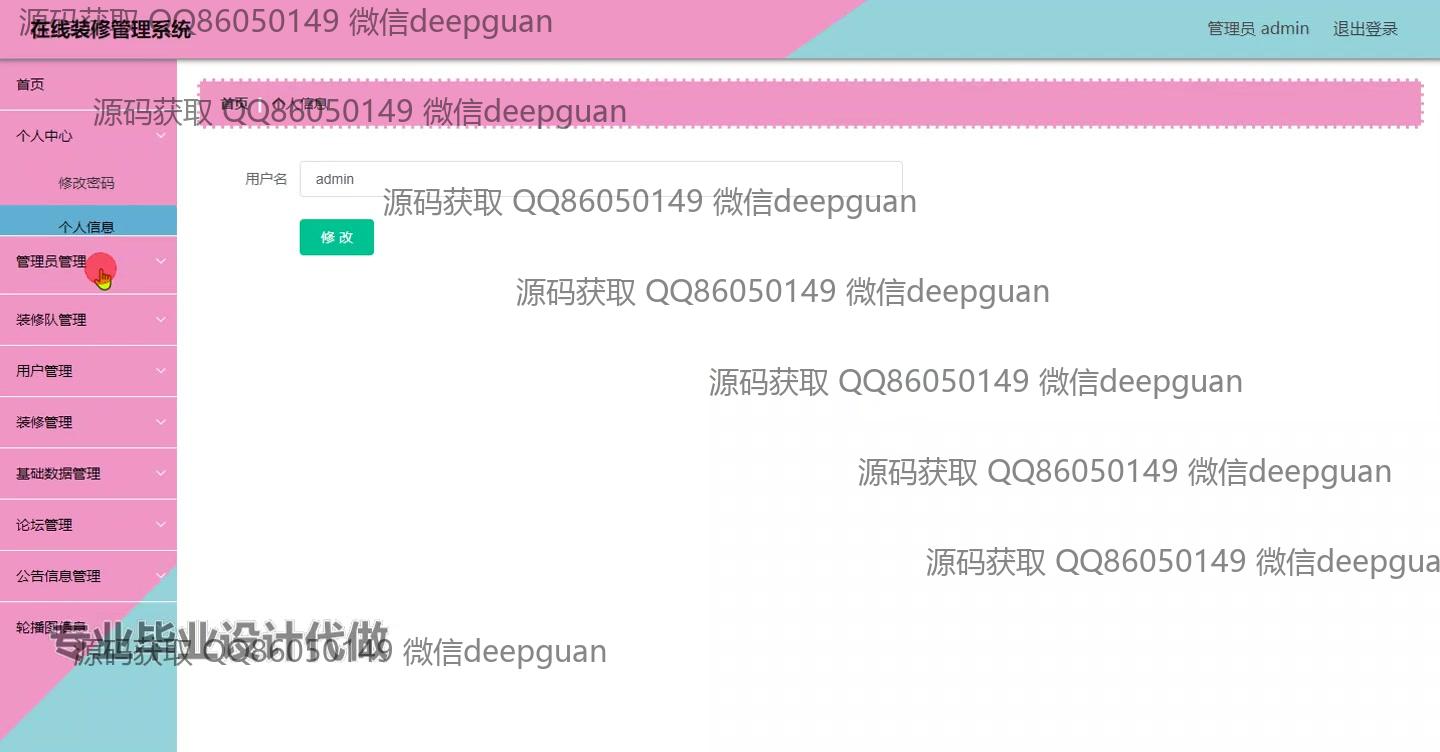 在线装修管理系统
源码获取 QQ86050149 微信deepguan
管理员 admin
退出登录
首页
个人中心
修改密码
个人信息
管理员管理
装修队管理
用户管理
装修管理
基础数据管理
论坛管理
公告信息管理
轮播图信息
首页 | 个人信息
源码获取 QQ86050149 微信deepguan
用户名 admin
源码获取 QQ86050149 微信deepguan
修 改
源码获取 QQ86050149 微信deepguan
源码获取 QQ86050149 微信deepguan
源码获取 QQ86050149 微信deepguan
源码获取 QQ86050149 微信deepgua
专业毕业设计代做
源码获取 QQ86050149 微信deepguan